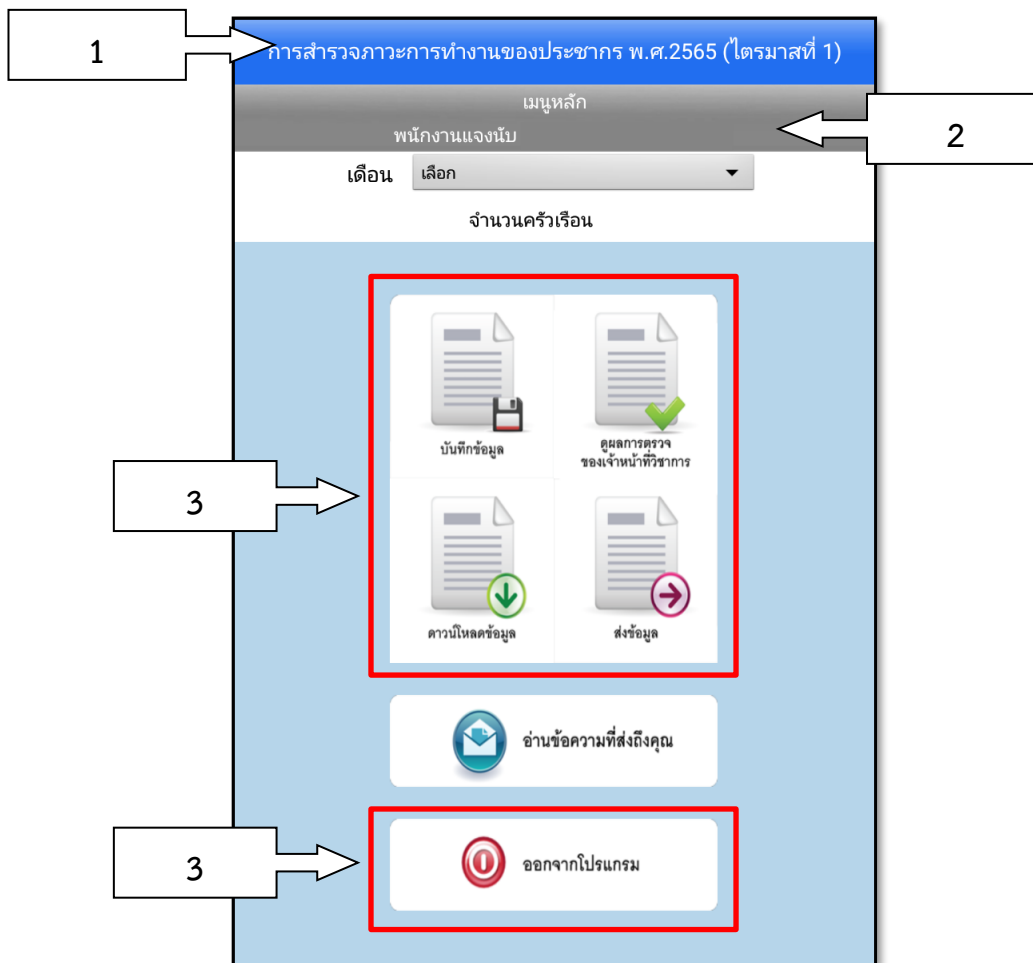 1
การสำรวจภาวะการทำงานของประชากร พ.ศ.2565 (ไตรมาสที่ 1)
เมนูหลัก
พนักงานแจงนับ
2
เดือน เลือก
จำนวนครัวเรือน
บันทึกข้อมูล
ดูผลการตรวจ
ของเจ้าหน้าที่วิชาการ
3
ดาวน์โหลดข้อมูล
ส่งข้อมูล
อ่านข้อความที่ส่งถึงคุณ
3
ออกจากโปรแกรม